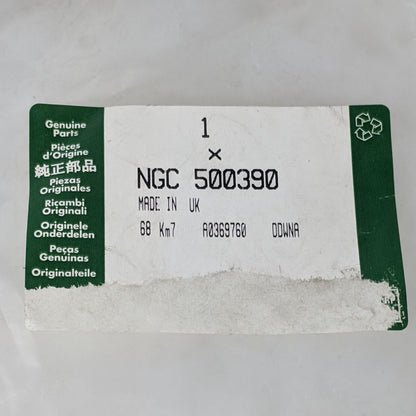 Genuine
Parts
Pièces
d'Origine
純正部品
Piezas
Originales
Ricambi
Originali
Originele
Onderdelen
Peças
Genuinas
Originalteile
1
x
NGC 500390
MADE IN UK
68 Km7 A0369760 DDWNA